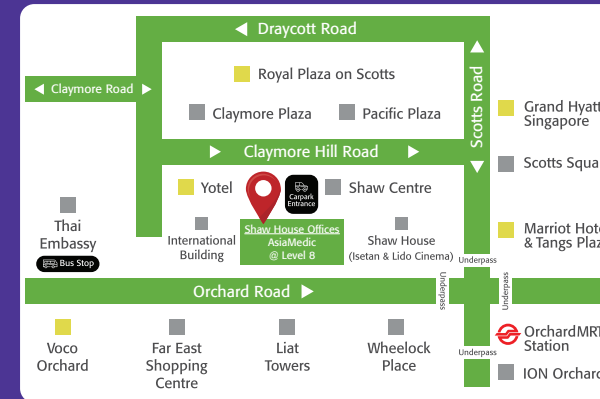 Draycott Road
Royal Plaza on Scotts
Claymore Road
Claymore Plaza
Pacific Plaza
Scotts Road
Grand Hyatt
Singapore
Claymore Hill Road
Scotts Squa
Yotel
Carpark
Entrance
Shaw Centre
Thai
Embassy
Bus Stop
International
Building
Shaw House Offices
AsiaMedic
@ Level 8
Shaw House
(Isetan & Lido Cinema)
Marriot Hote
& Tangs Plaz
Underpass
Underpass
Underpass
Orchard Road
Voco
Orchard
Far East
Shopping
Centre
Liat
Towers
Wheelock
Place
Underpass
OrchardMRT
Station
ION Orchard